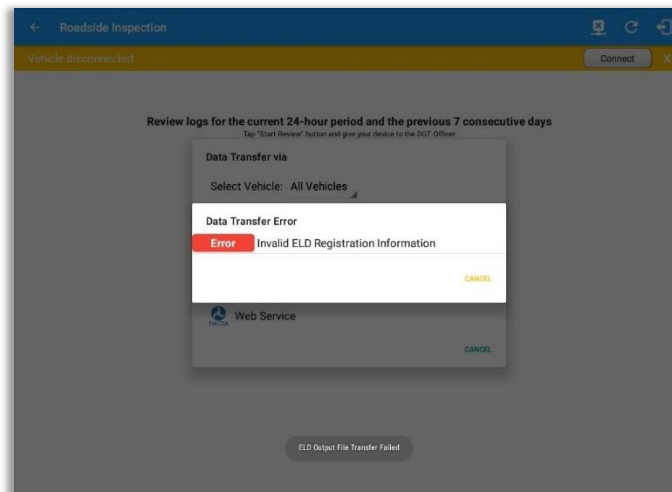 Roadside Inspection
Vehicle disconnected
Connect
X
Review logs for the current 24-hour period and the previous 7 consecutive days
Tap "Start Review" button and give your device to the DOT Officer
Data Transfer via
Select Vehicle: All Vehicles
Data Transfer Error
Error Invalid ELD Registration Information
CANCEL
FMCSA
Web Service
CANCEL
ELD Output File Transfer Failed